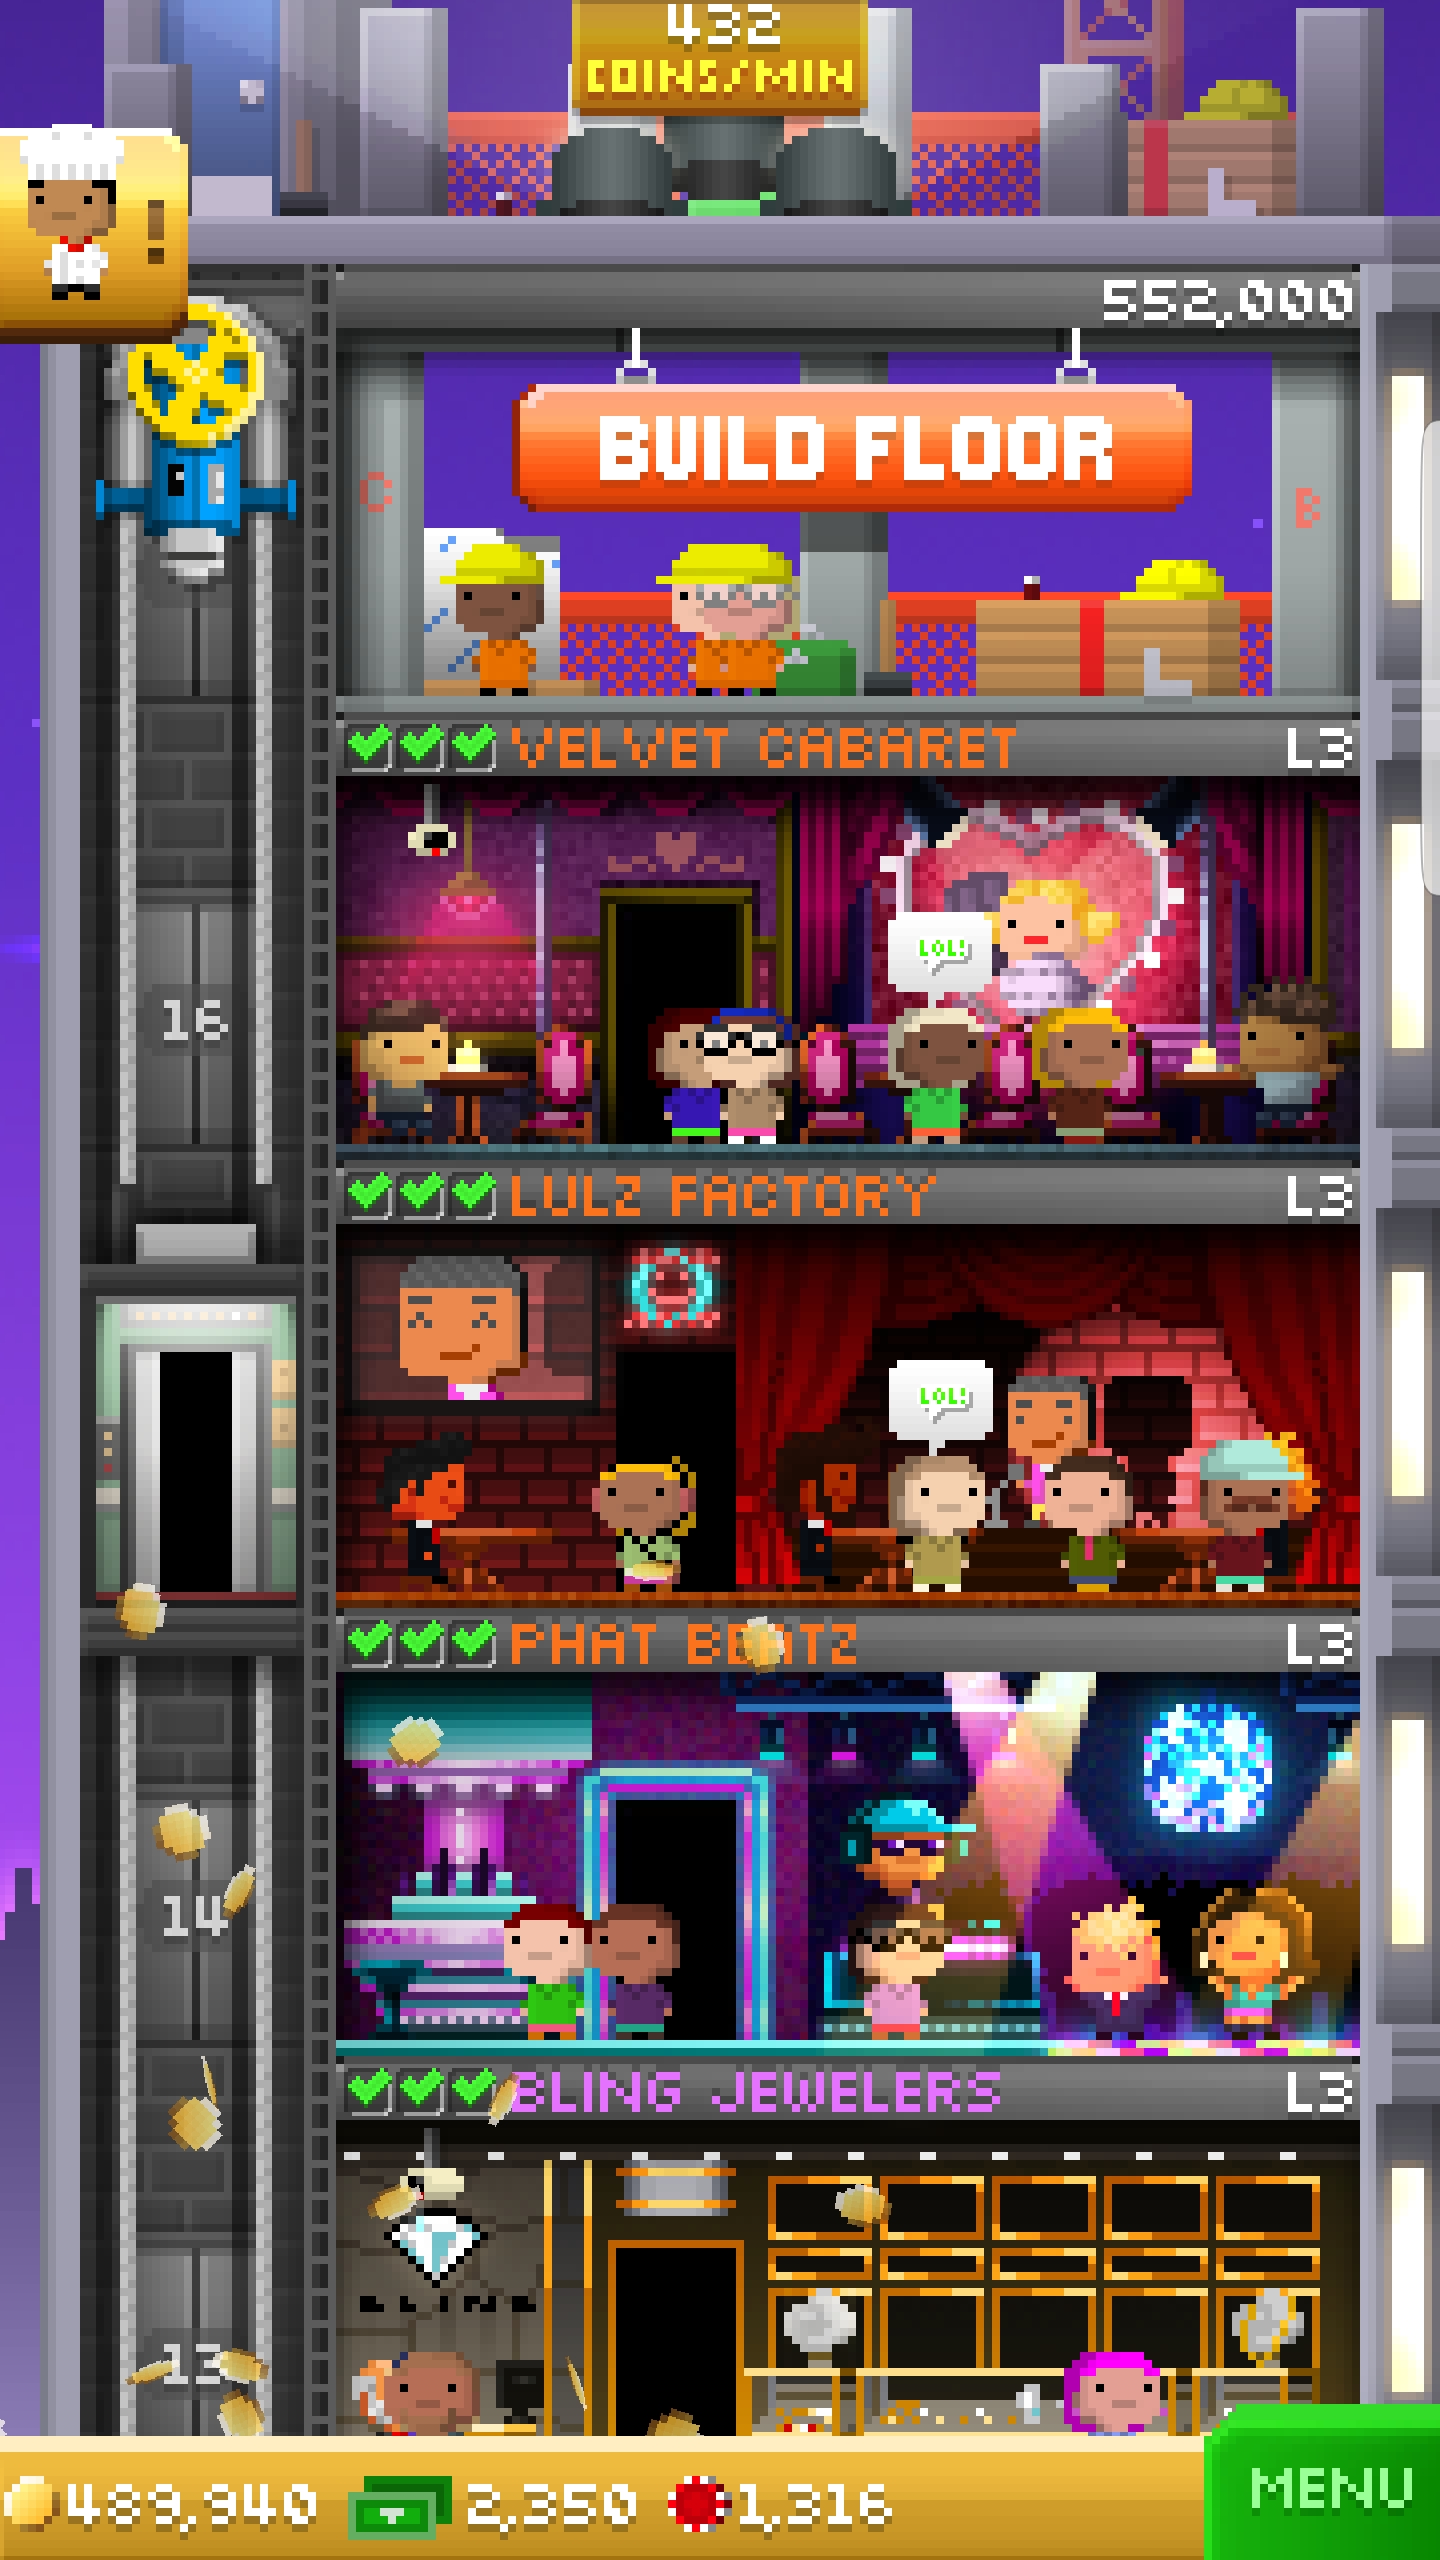 432
COINS/MIN
552,000
BUILD FLOOR
C
B
VELVET CABARET L3
LOL!
16
LULZ FACTORY L3
LOL!
PHAT BEATZ L3
14
BLING JEWELERS L3
BLING
13
489,940 2,350 1,316
MENU